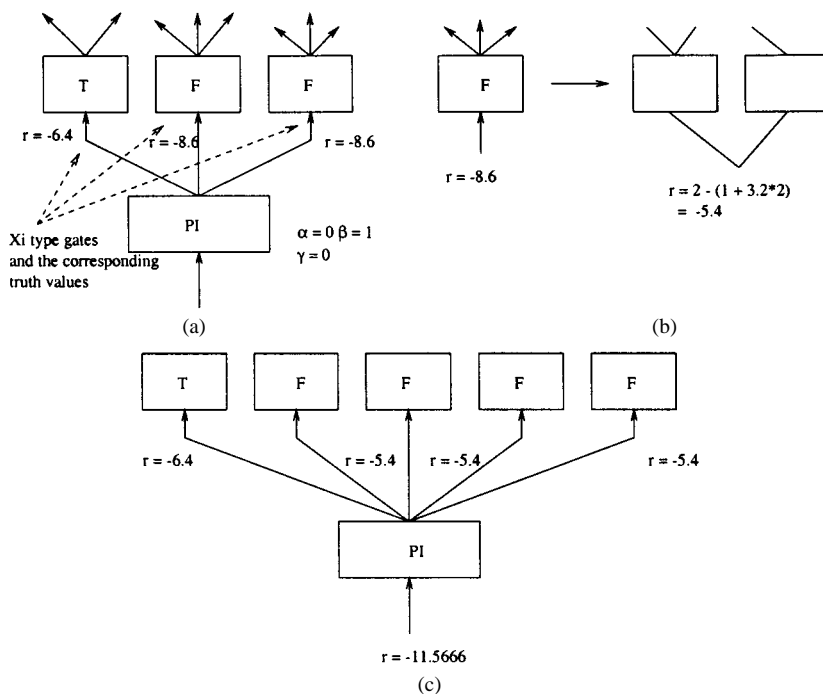 T
F
F
F
r = -6.4
r = -8.6
r = -8.6
r = -8.6
r = 2 - (1 + 3.2*2)
= -5.4
PI
Xi type gates
and the corresponding
truth values
α = 0 β = 1
γ = 0
(a)
(b)
T
F
F
F
F
r = -6.4
r = -5.4
r = -5.4
r = -5.4
PI
r = -11.5666
(c)